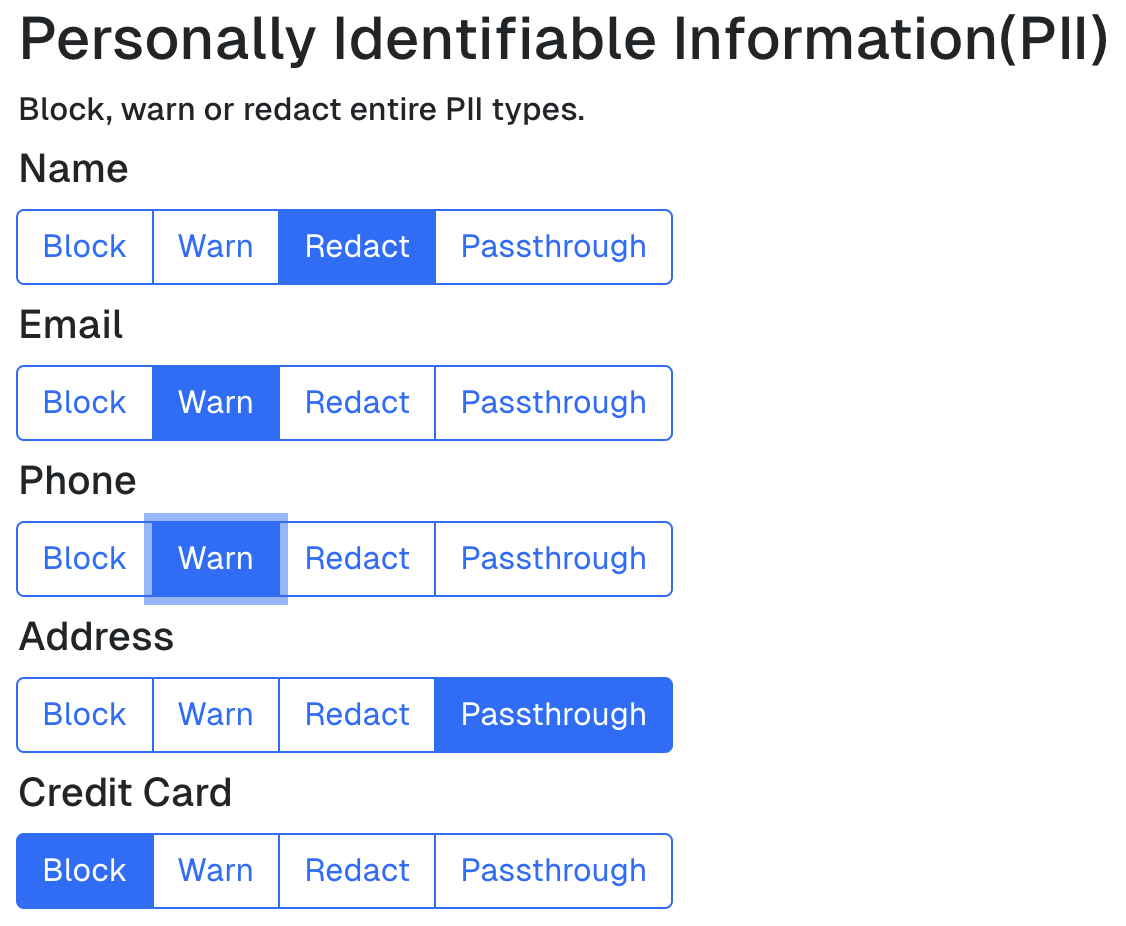 Personally Identifiable Information(PII)
Block, warn or redact entire PII types.
Name
Block Warn Redact Passthrough
Email
Block Warn Redact Passthrough
Phone
Block Warn Redact Passthrough
Address
Block Warn Redact Passthrough
Credit Card
Block Warn Redact Passthrough